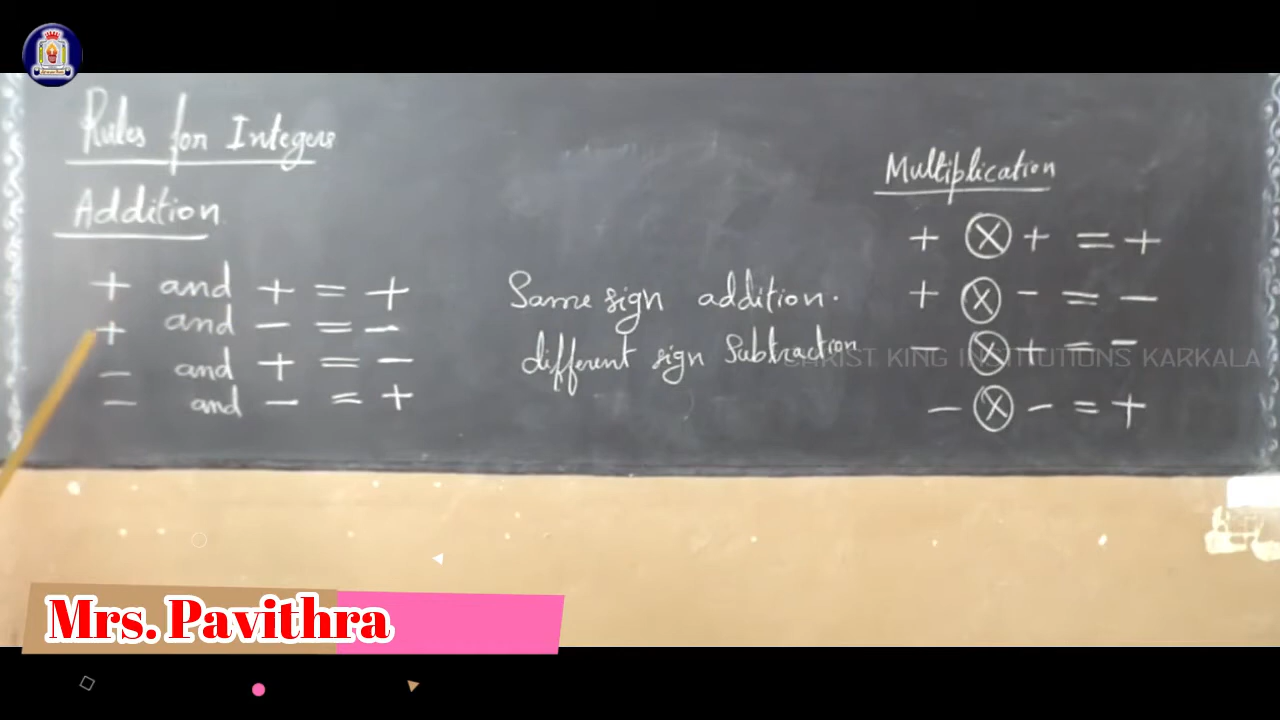 Rules for Integers
Addition
+ and + = +
+ and - = -
- and + = -
- and - = +
Same sign addition.
different sign Subtraction
Multiplication
+ ⓧ + = +
+ ⓧ - = -
- ⓧ + = -
- ⓧ - = +
CHRIST KING INSTITUTIONS KARKALA
Mrs. Pavithra